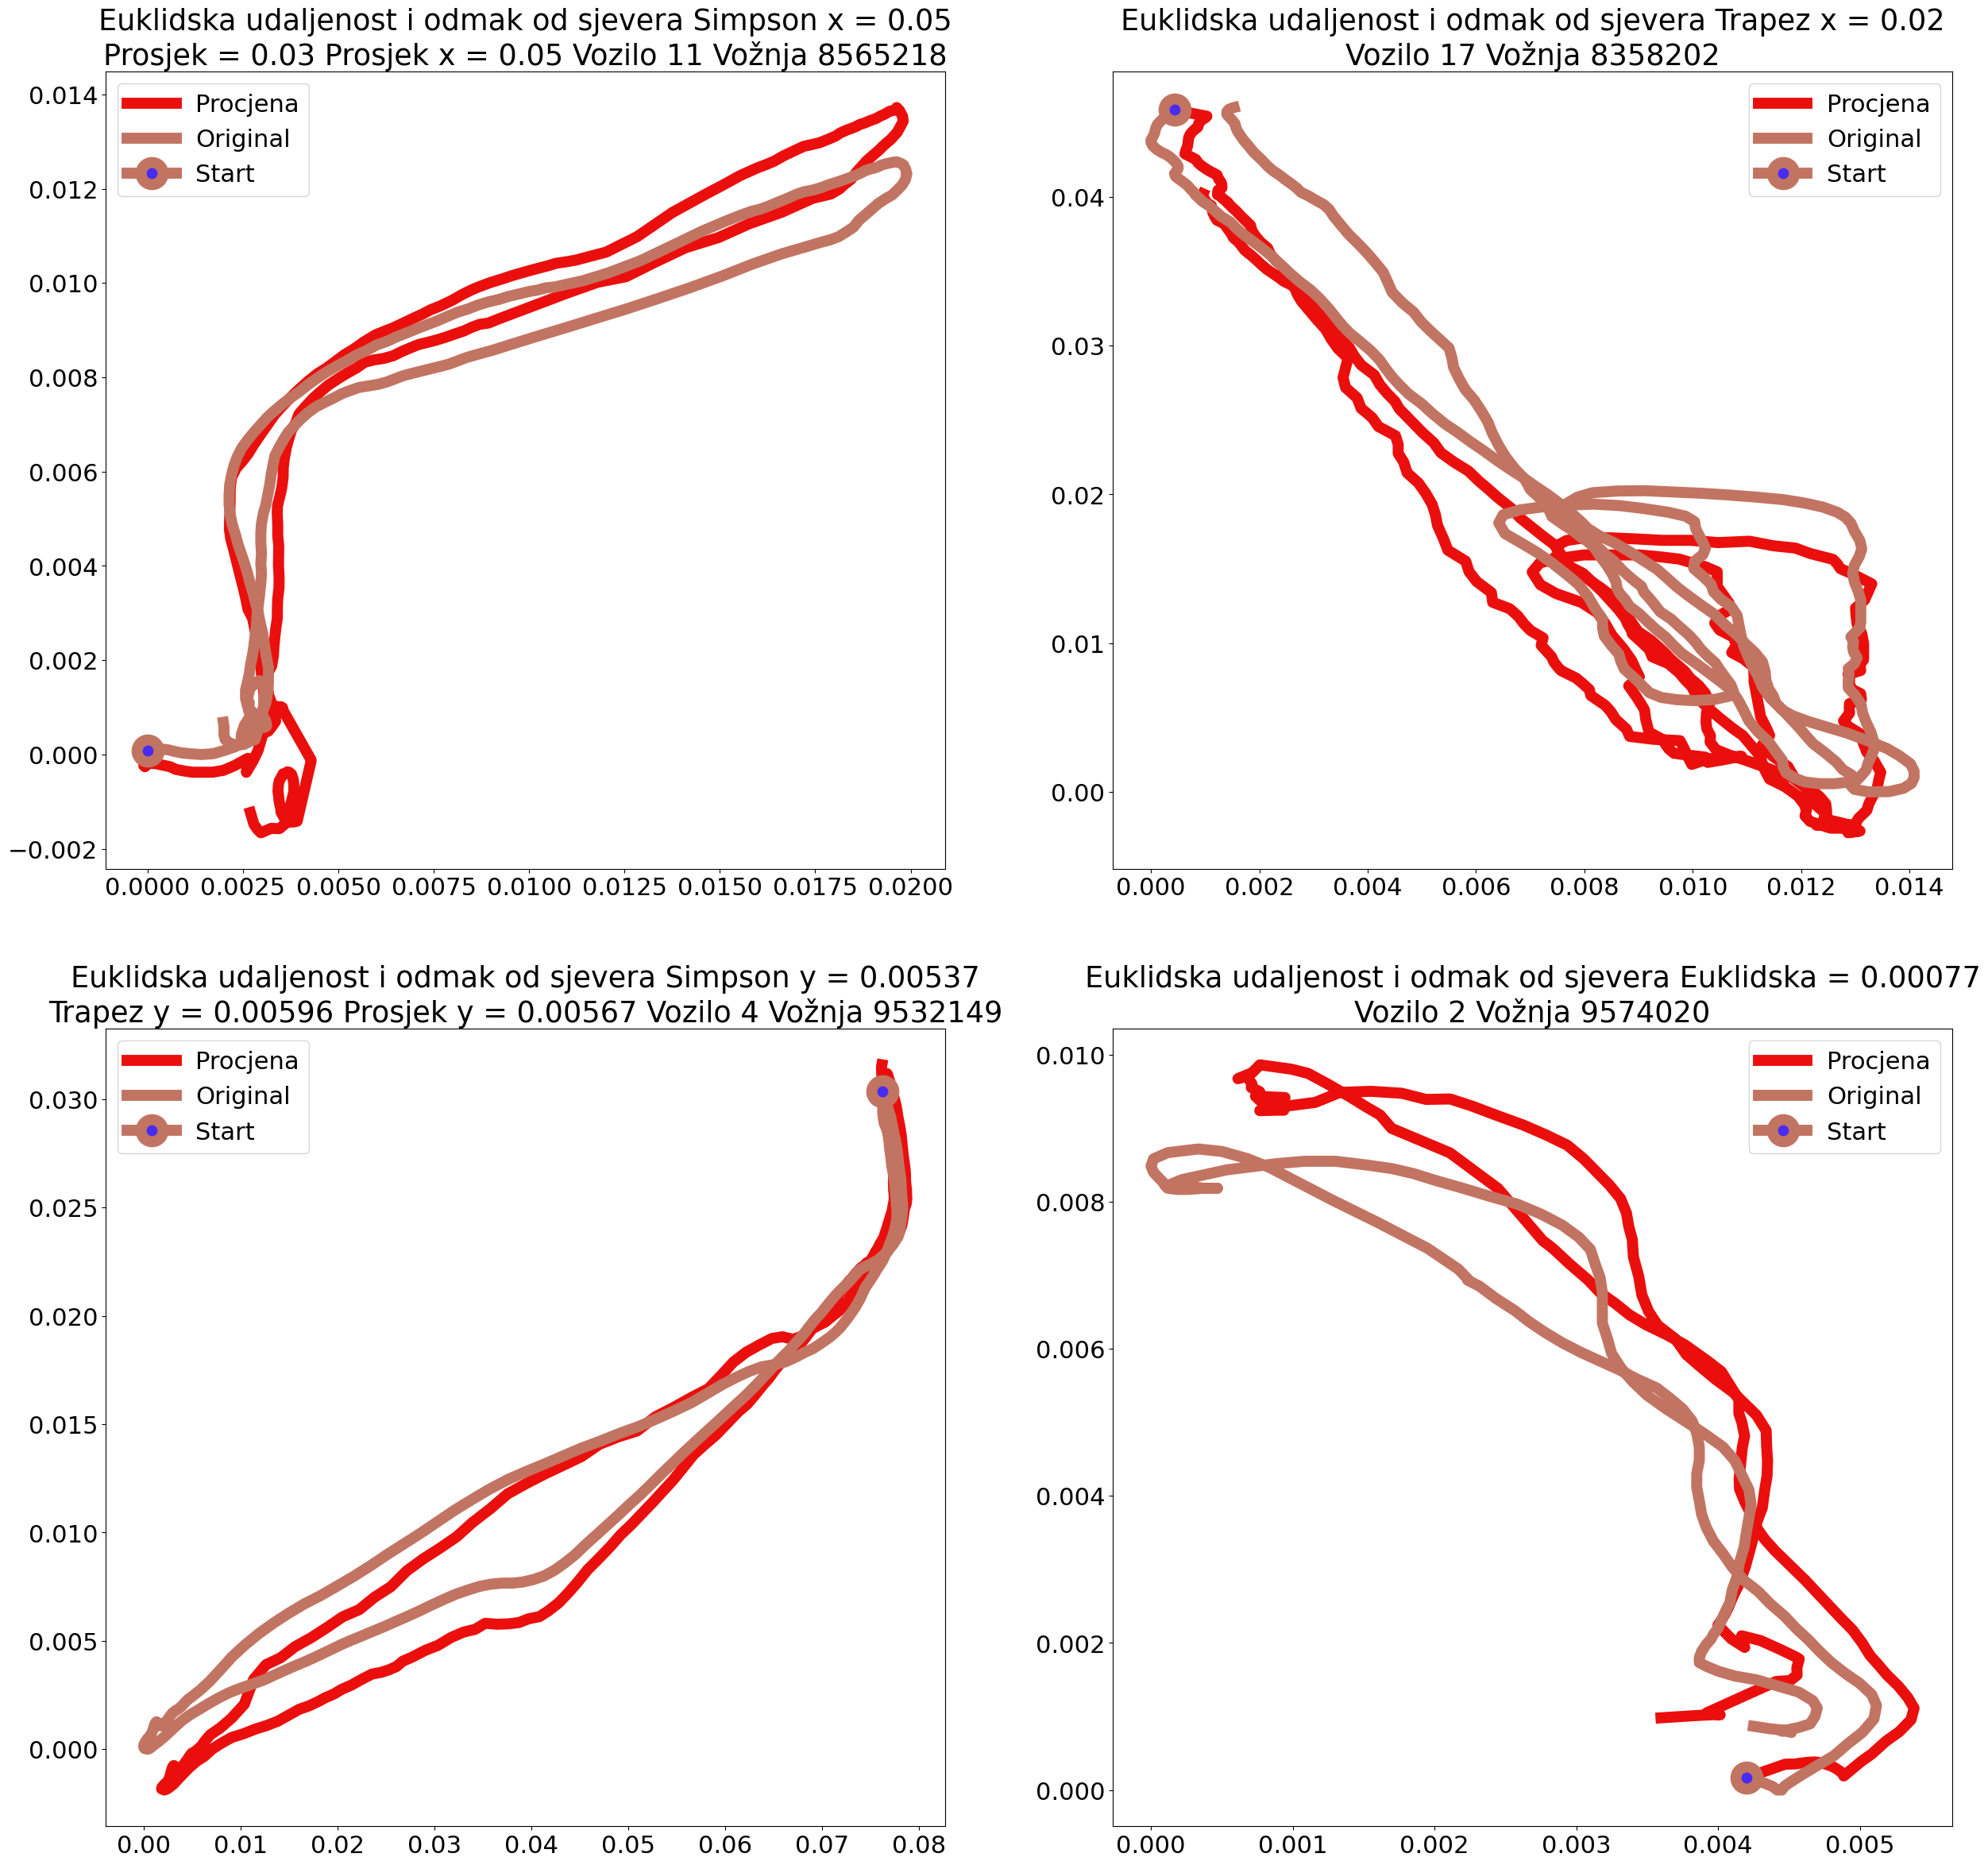 Euklidska udaljenost i odmak od sjevera Simpson x = 0.05
Prosjek = 0.03 Prosjek x = 0.05 Vozilo 11 Vožnja 8565218
Procjena
Original
Start
0.014
0.012
0.010
0.008
0.006
0.004
0.002
0.000
−0.002
0.0000 0.0025 0.0050 0.0075 0.0100 0.0125 0.0150 0.0175 0.0200
Euklidska udaljenost i odmak od sjevera Trapez x = 0.02
Vozilo 17 Vožnja 8358202
Procjena
Original
Start
0.04
0.03
0.02
0.01
0.00
0.000 0.002 0.004 0.006 0.008 0.010 0.012 0.014
Euklidska udaljenost i odmak od sjevera Simpson y = 0.00537
Trapez y = 0.00596 Prosjek y = 0.00567 Vozilo 4 Vožnja 9532149
Procjena
Original
Start
0.030
0.025
0.020
0.015
0.010
0.005
0.000
0.00 0.01 0.02 0.03 0.04 0.05 0.06 0.07 0.08
Euklidska udaljenost i odmak od sjevera Euklidska = 0.00077
Vozilo 2 Vožnja 9574020
Procjena
Original
Start
0.010
0.008
0.006
0.004
0.002
0.000
0.000 0.001 0.002 0.003 0.004 0.005